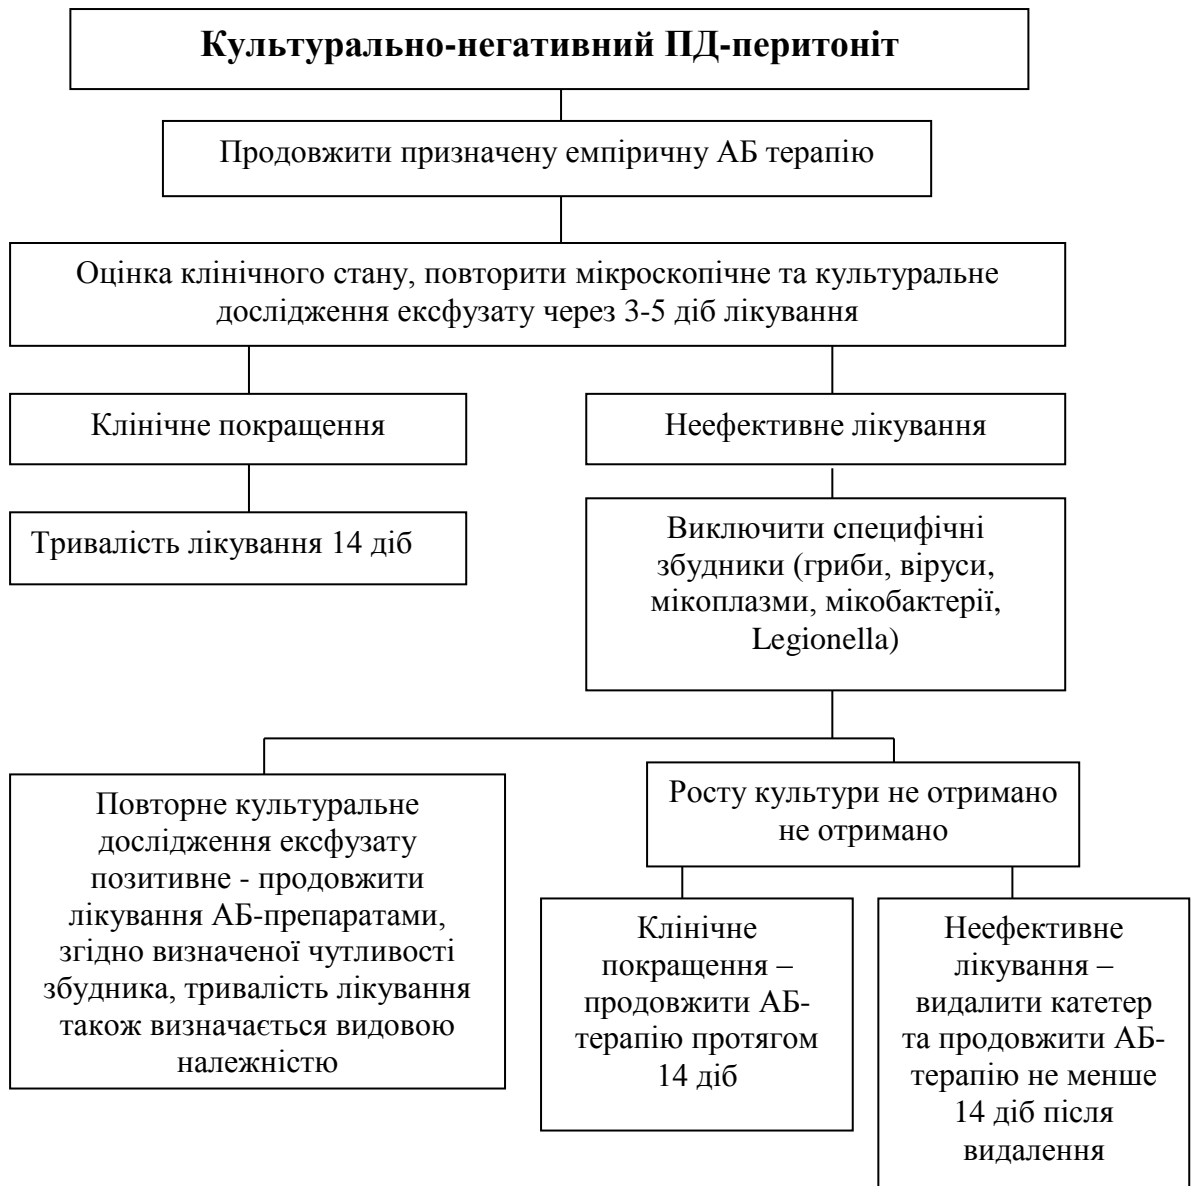 Культурально-негативний ПД-перитоніт
Продовжити призначену емпіричну АБ терапію
Оцінка клінічного стану, повторити мікроскопічне та культуральне
дослідження ексфузату через 3-5 діб лікування
Клінічне покращення
Неефективне лікування
Тривалість лікування 14 діб
Виключити специфічні
збудники (гриби, віруси,
мікоплазми, мікобактерії,
Legionella)
Повторне культуральне
дослідження ексфузату
позитивне - продовжити
лікування АБ-препаратами,
згідно визначеної чутливості
збудника, тривалість лікування
також визначається видовою
належністю
Росту культури не отримано
не отримано
Клінічне
покращення –
продовжити АБ-
терапію протягом
14 діб
Неефективне
лікування –
видалити катетер
та продовжити АБ-
терапію не менше
14 діб після
видалення